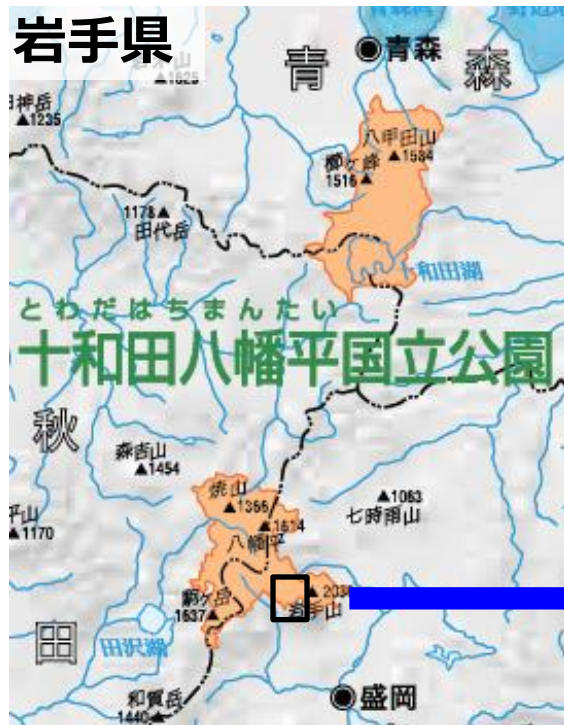 岩手県
青森
青 森
▲1625
▲1235
八甲田山
▲1584
櫛ヶ峰
1516▲
1178▲
田代岳
十和田湖
とわだはちまんたい
十和田八幡平国立公園
秋
森吉山
▲1454
焼山
▲1366
▲1614
八幡平
▲1063
七時雨山
▲1170
駒ヶ岳
1637▲
岩手山
田
田沢湖
和賀岳
1440▲
盛岡